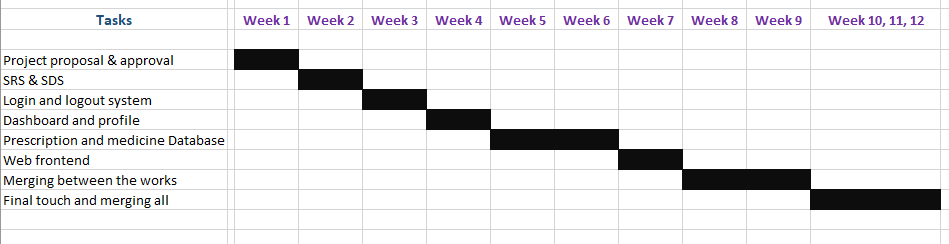 Tasks Week 1 Week 2 Week 3 Week 4 Week 5 Week 6 Week 7 Week 8 Week 9 Week 10, 11, 12
Project proposal & approval
SRS & SDS
Login and logout system
Dashboard and profile
Prescription and medicine Database
Web frontend
Merging between the works
Final touch and merging all